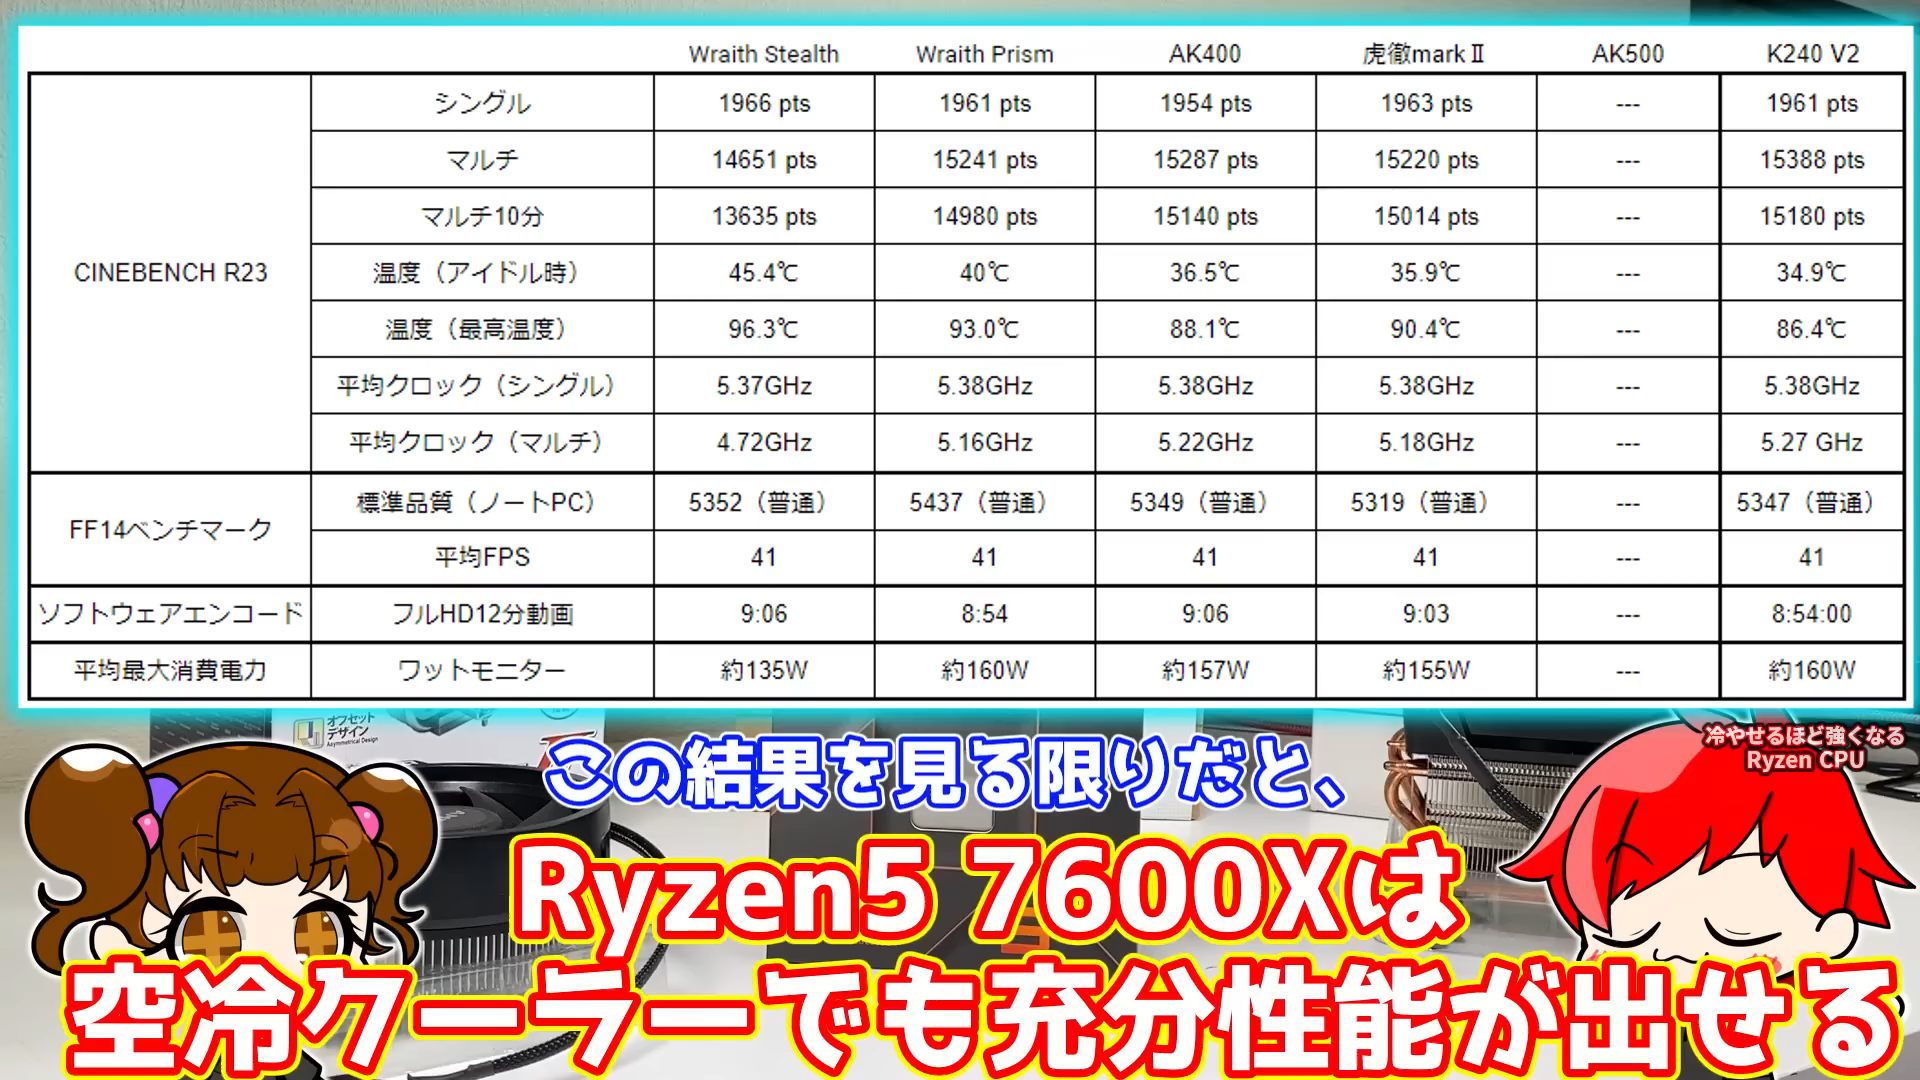 Wraith Stealth Wraith Prism AK400 虎徹markⅡ AK500 K240 V2
CINEBENCH R23
シングル 1966 pts 1961 pts 1954 pts 1963 pts --- 1961 pts
マルチ 14651 pts 15241 pts 15287 pts 15220 pts --- 15388 pts
マルチ10分 13635 pts 14980 pts 15140 pts 15014 pts --- 15180 pts
温度（アイドル時） 45.4℃ 40℃ 36.5℃ 35.9℃ --- 34.9℃
温度（最高温度） 96.3℃ 93.0℃ 88.1℃ 90.4℃ --- 86.4℃
平均クロック（シングル） 5.37GHz 5.38GHz 5.38GHz 5.38GHz --- 5.38GHz
平均クロック（マルチ） 4.72GHz 5.16GHz 5.22GHz 5.18GHz --- 5.27 GHz
FF14ベンチマーク
標準品質（ノートPC） 5352（普通） 5437（普通） 5349（普通） 5319（普通） --- 5347（普通）
平均FPS 41 41 41 41 --- 41
ソフトウェアエンコード フルHD12分動画 9:06 8:54 9:06 9:03 --- 8:54:00
平均最大消費電力 ワットモニター 約135W 約160W 約157W 約155W --- 約160W
オフセット
デザイン
Asymmetrical Design
冷やせるほど強くなる
Ryzen CPU
この結果を見る限りだと、
Ryzen5 7600Xは
空冷クーラーでも充分性能が出せる